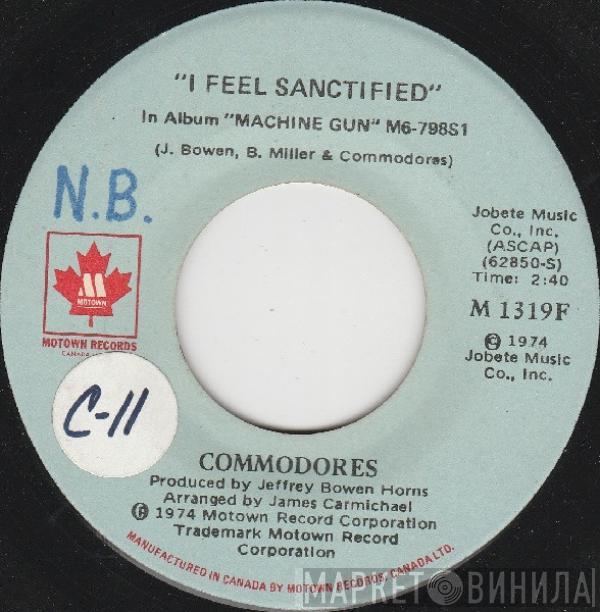 "I FEEL SANCTIFIED"
In Album "MACHINE GUN" M6-798S1
(J. Bowen, B. Miller & Commodores)
N.B.
Jobete Music
Co., Inc.
(ASCAP)
(62850-S)
Time: 2:40
M 1319F
© 1974
Jobete Music
Co., Inc.
M
MOTOWN
MOTOWN RECORDS
C-11
COMMODORES
Produced by Jeffrey Bowen Horns
Arranged by James Carmichael
℗ 1974 Motown Record Corporation
Trademark Motown Record
Corporation
MANUFACTURED IN CANADA BY MOTOWN RECORDS, CANADA LTD.
МАРКЕТ ВИНИЛА